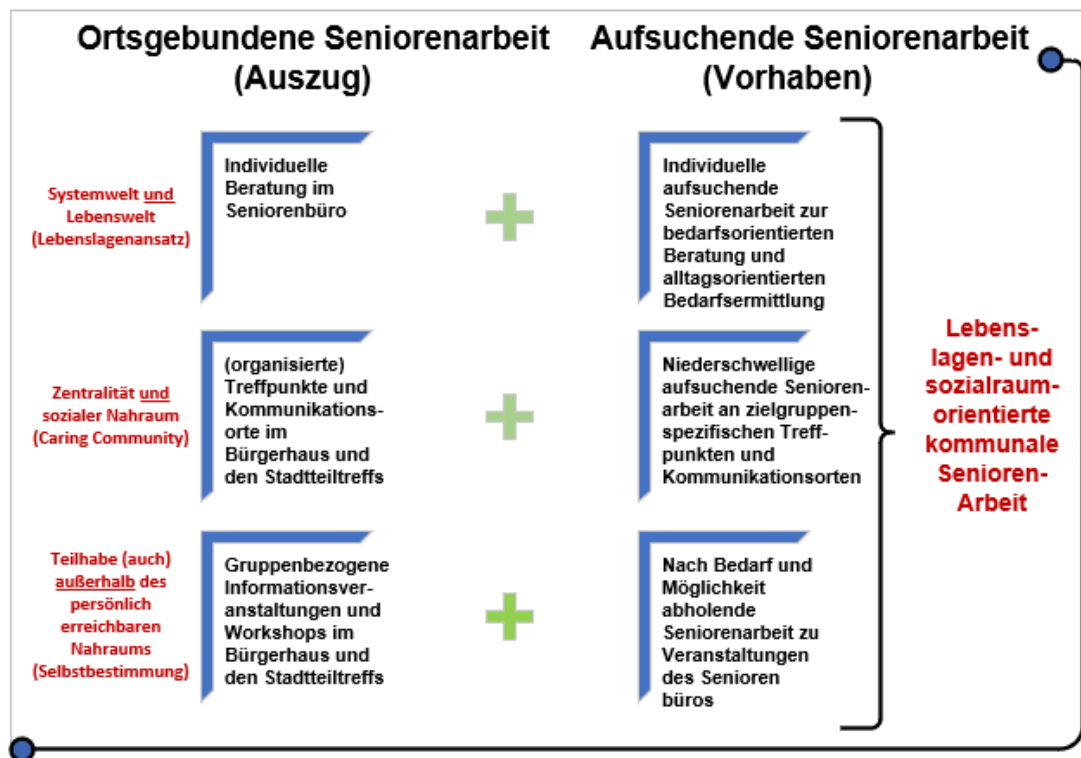 Ortsgebundene Seniorenarbeit
(Auszug)
Aufsuchende Seniorenarbeit
(Vorhaben)
Systemwelt und
Lebenswelt
(Lebenslagenansatz)
Individuelle
Beratung im
Seniorenbüro
Individuelle
aufsuchende
Seniorenarbeit zur
bedarfsorientierten
Beratung und
alltagsorientierten
Bedarfsermittlung
Zentralität und
sozialer Nahraum
(Caring Community)
(organisierte)
Treffpunkte und
Kommunikations-
orte im
Bürgerhaus und
den Stadtteiltreffs
Niederschwellige
aufsuchende Senioren-
arbeit an zielgruppen-
spezifischen Treff-
punkten und
Kommunikationsorten
Teilhabe (auch)
außerhalb des
persönlich
erreichbaren
Nahraums
(Selbstbestimmung)
Gruppenbezogene
Informationsver-
anstaltungen und
Workshops im
Bürgerhaus und
den Stadtteiltreffs
Nach Bedarf und
Möglichkeit
abholende
Seniorenarbeit zu
Veranstaltungen
des Senioren
büros
Lebens-
lagen- und
sozialraum-
orientierte
kommunale
Senioren-
Arbeit